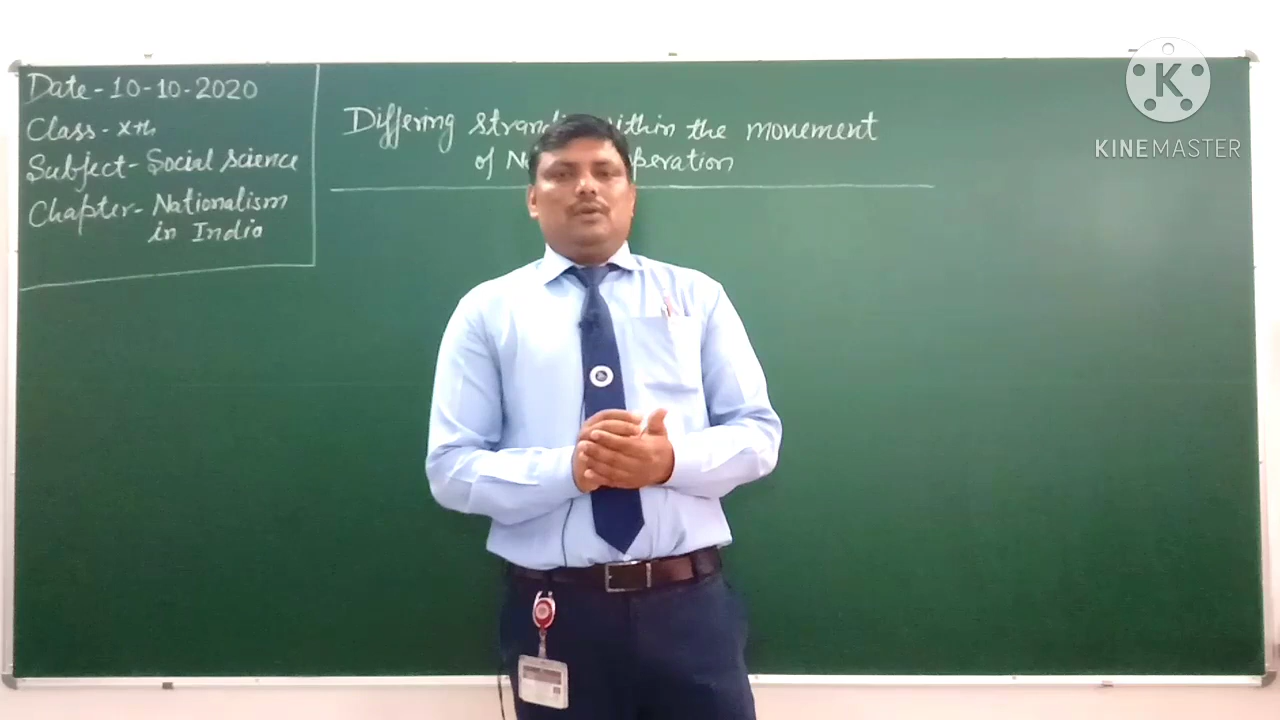 Date-10-10-2020
Class-Xth
Subject-Social science
Chapter-Nationalism
in India
Differing within the movement
of
KINEMASTER